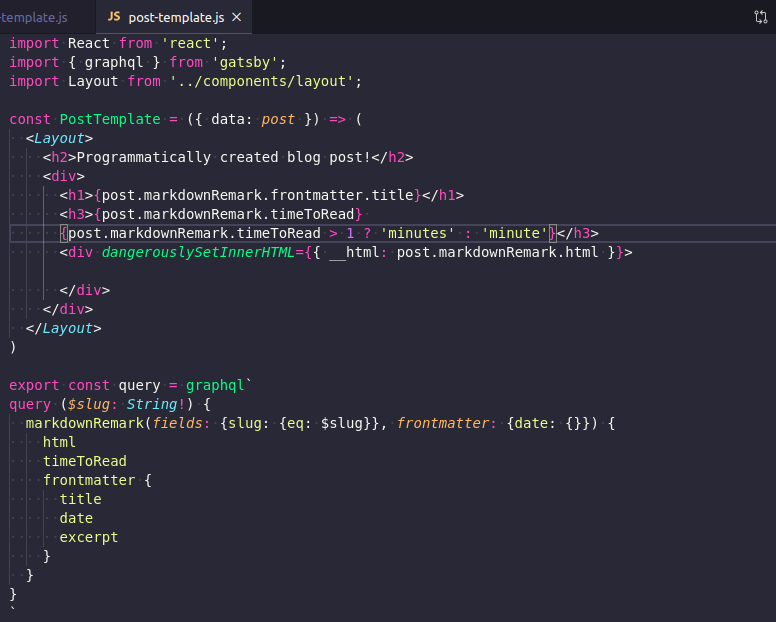 -template.js
JS post-template.js ×
import React from 'react';
import { graphql } from 'gatsby';
import Layout from '../components/layout';
const PostTemplate = ({ data: post }) => (
<Layout>
<h2>Programmatically created blog post!</h2>
<div>
<h1>{post.markdownRemark.frontmatter.title}</h1>
<h3>{post.markdownRemark.timeToRead}
{post.markdownRemark.timeToRead > 1 ? 'minutes' : 'minute'}</h3>
<div dangerouslySetInnerHTML={{ __html: post.markdownRemark.html }}>
</div>
</div>
</Layout>
)
export const query = graphql`
query ($slug: String!) {
markdownRemark(fields: {slug: {eq: $slug}}, frontmatter: {date: {}}) {
html
timeToRead
frontmatter {
title
date
excerpt
}
}
}
`